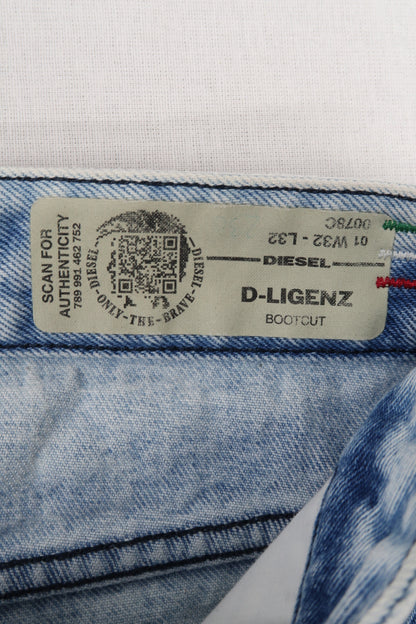 SCAN FOR
AUTHENTICITY
789 991 462 752
DIESEL
ONLY-THE-BRAVE
DIESEL
DIESEL
D-LIGENZ
BOOTCUT
01 W32 - L32
0078C